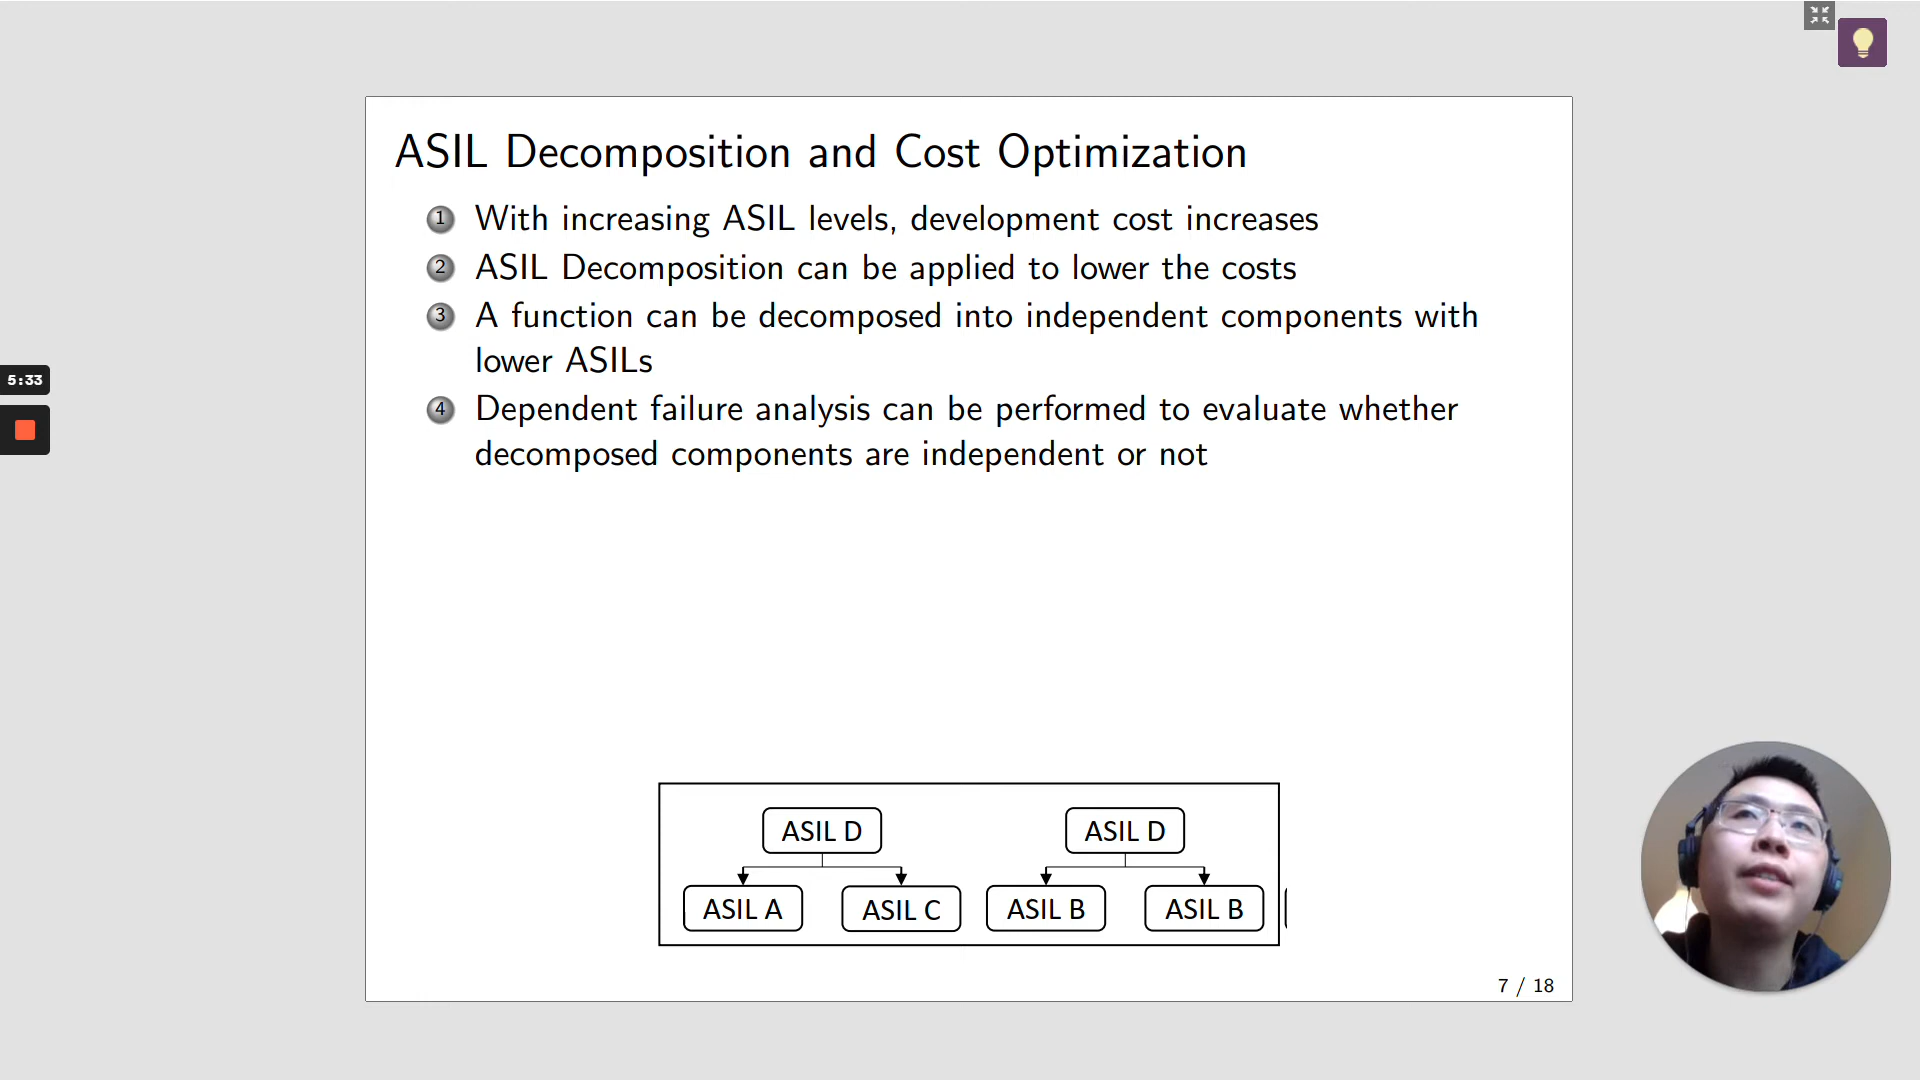 ASIL Decomposition and Cost Optimization
1 With increasing ASIL levels, development cost increases
2 ASIL Decomposition can be applied to lower the costs
3 A function can be decomposed into independent components with
lower ASILs
4 Dependent failure analysis can be performed to evaluate whether
decomposed components are independent or not
5:33
ASIL D
ASIL D
ASIL A
ASIL C
ASIL B
ASIL B
7 / 18